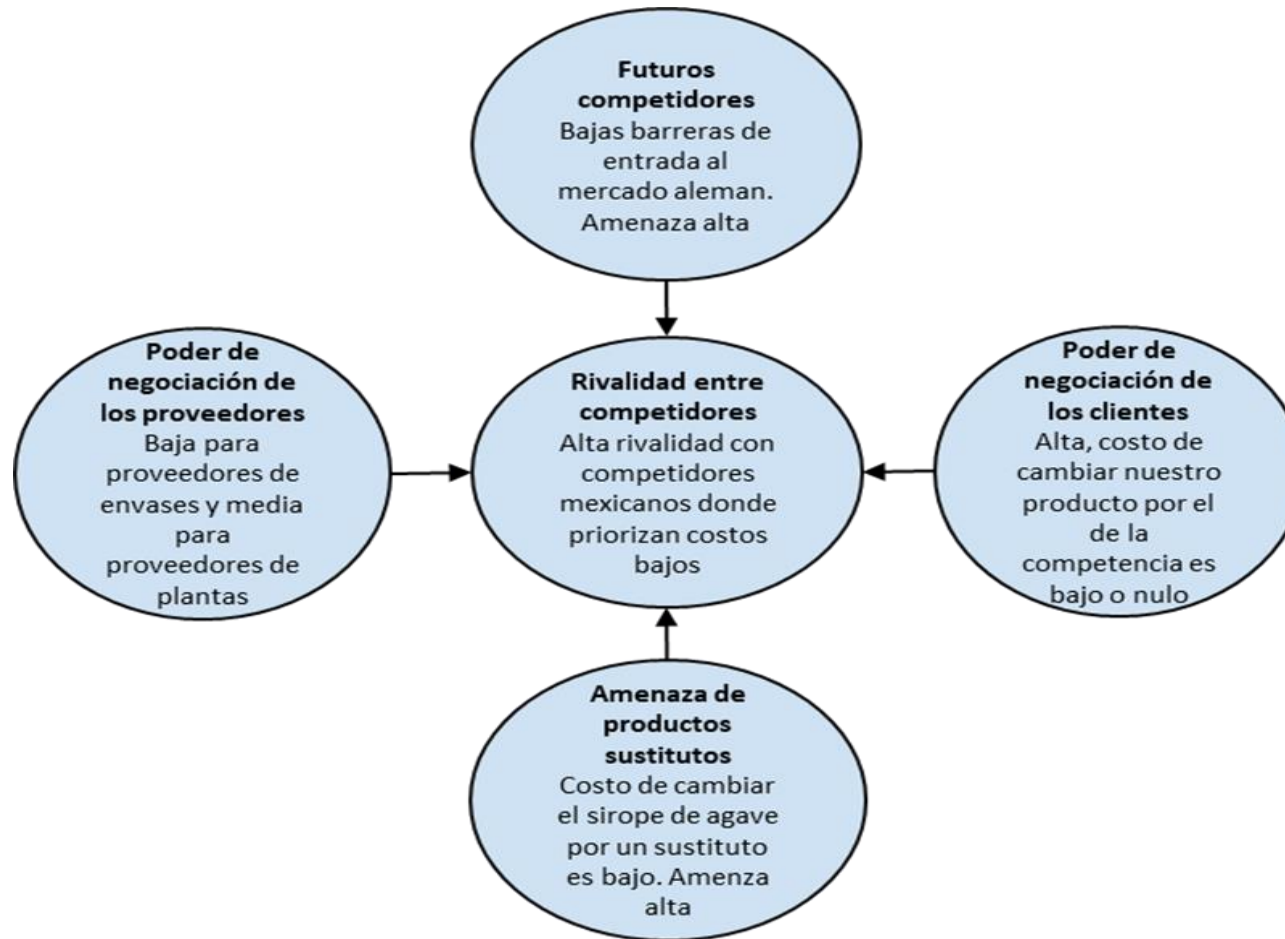 Futuros
competidores
Bajas barreras de
entrada al
mercado aleman.
Amenaza alta
Poder de
negociación de
los proveedores
Baja para
proveedores de
envases y media
para
proveedores de
plantas
Rivalidad entre
competidores
Alta rivalidad con
competidores
mexicanos donde
priorizan costos
bajos
Poder de
negociación de
los clientes
Alta, costo de
cambiar nuestro
producto por el
de la
competencia es
bajo o nulo
Amenaza de
productos
sustitutos
Costo de cambiar
el sirope de agave
por un sustituto
es bajo. Amenza
alta